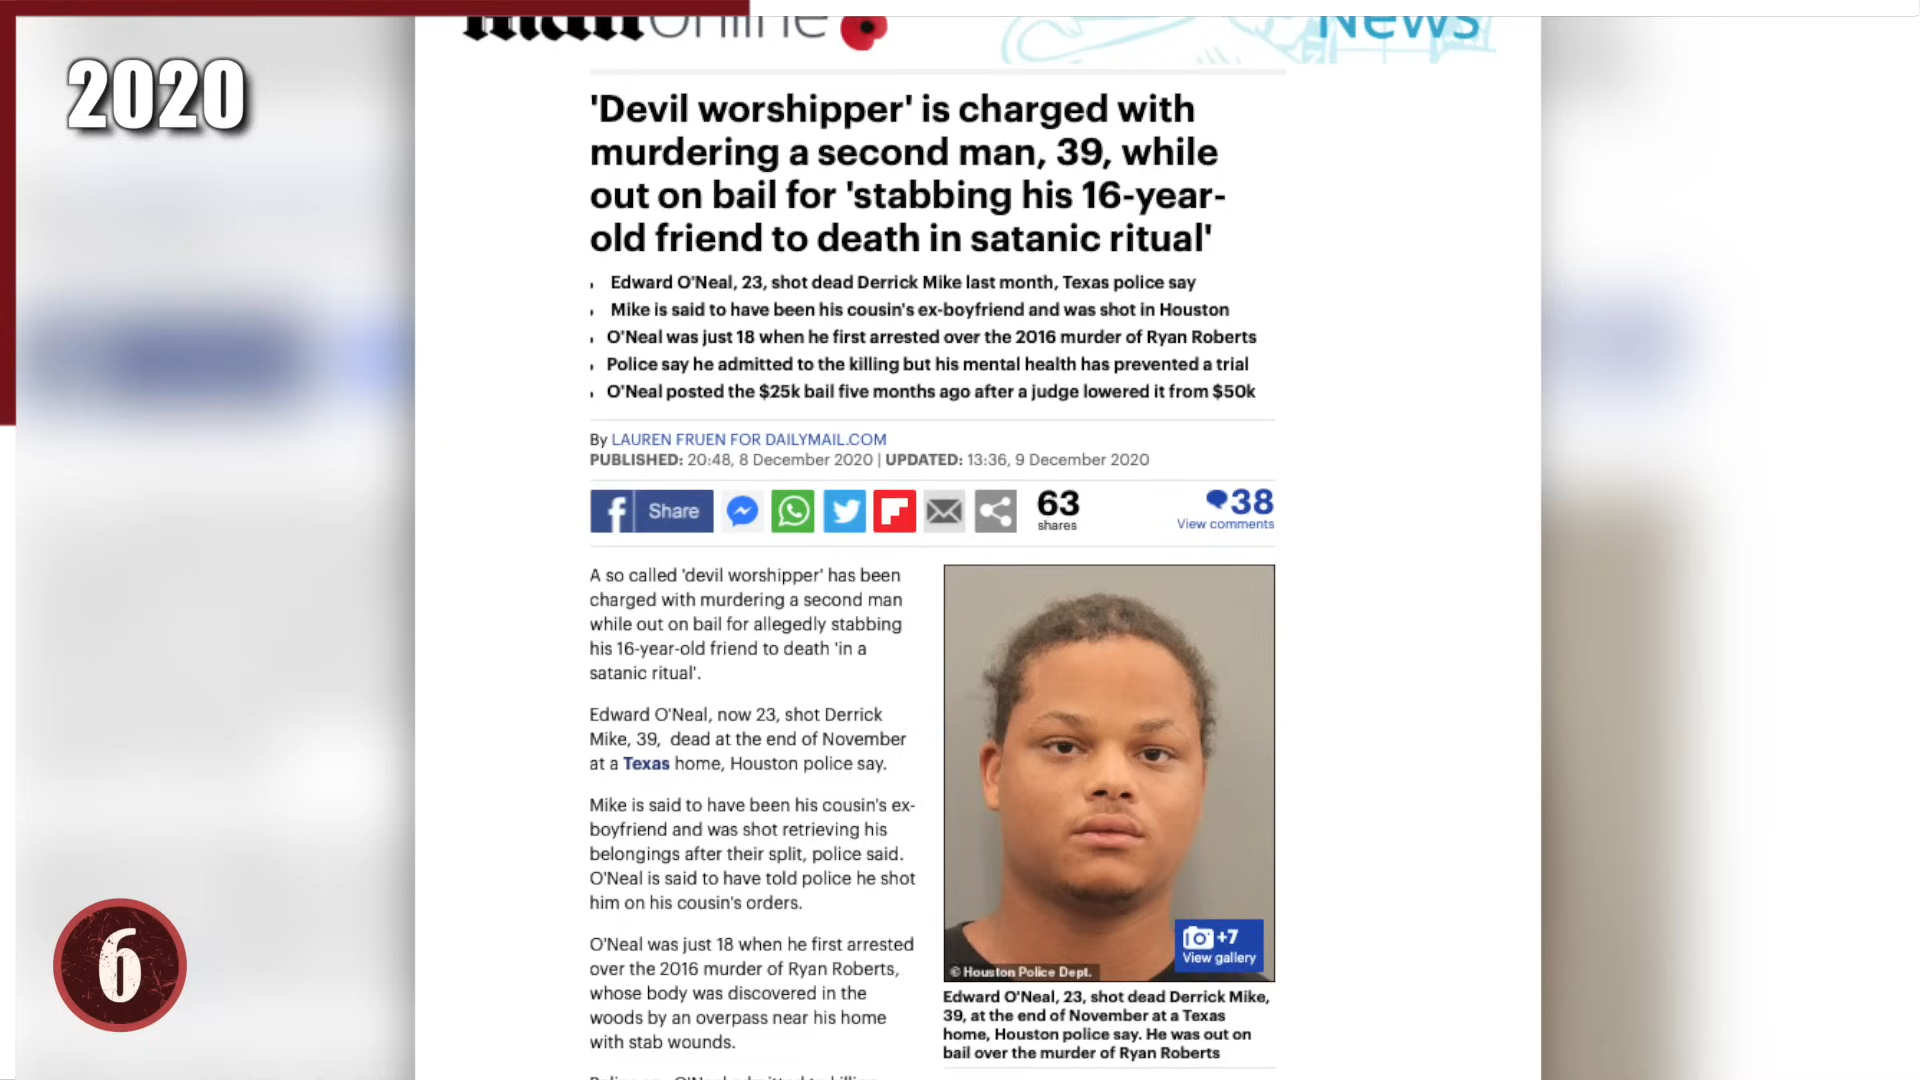 2020
Mail Online
News
'Devil worshipper' is charged with
murdering a second man, 39, while
out on bail for 'stabbing his 16-year-
old friend to death in satanic ritual'
Edward O'Neal, 23, shot dead Derrick Mike last month, Texas police say
Mike is said to have been his cousin's ex-boyfriend and was shot in Houston
O'Neal was just 18 when he first arrested over the 2016 murder of Ryan Roberts
Police say he admitted to the killing but his mental health has prevented a trial
O'Neal posted the $25k bail five months ago after a judge lowered it from $50k
By LAUREN FRUEN FOR DAILYMAIL.COM
PUBLISHED: 20:48, 8 December 2020 | UPDATED: 13:36, 9 December 2020
f Share
63
shares
38
View comments
A so called 'devil worshipper' has been
charged with murdering a second man
while out on bail for allegedly stabbing
his 16-year-old friend to death 'in a
satanic ritual'.
Edward O'Neal, now 23, shot Derrick
Mike, 39, dead at the end of November
at a Texas home, Houston police say.
Mike is said to have been his cousin's ex-
boyfriend and was shot retrieving his
belongings after their split, police said.
O'Neal is said to have told police he shot
him on his cousin's orders.
O'Neal was just 18 when he first arrested
over the 2016 murder of Ryan Roberts,
whose body was discovered in the
woods by an overpass near his home
with stab wounds.
+7
View gallery
© Houston Police Dept.
Edward O'Neal, 23, shot dead Derrick Mike,
39, at the end of November at a Texas
home, Houston police say. He was out on
bail over the murder of Ryan Roberts
6